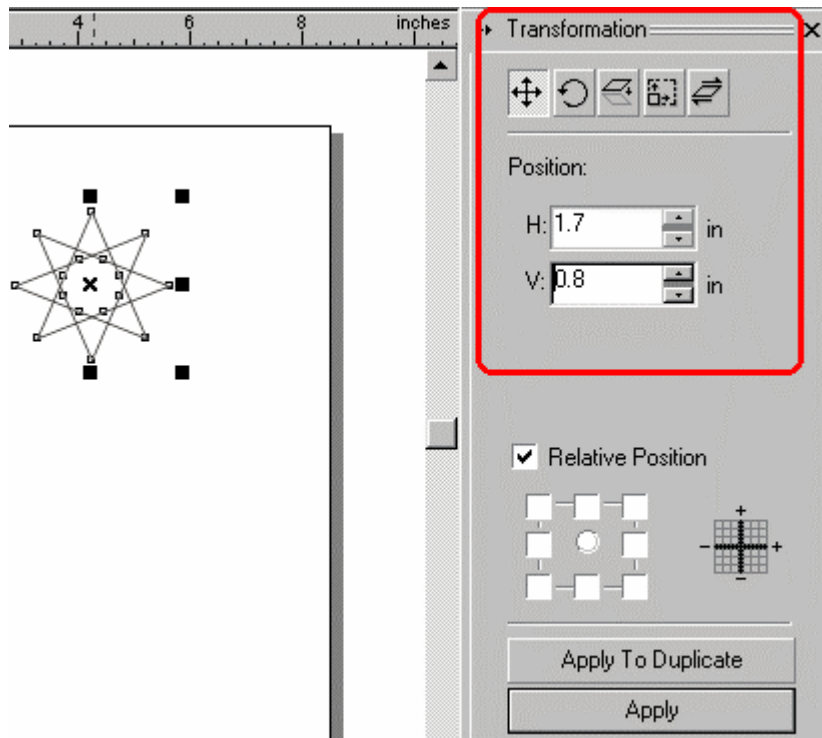 4 6 8 inches
Transformation
Position:
H: 1.7 in
V: 0.8 in
Relative Position
+
- +
-
Apply To Duplicate
Apply